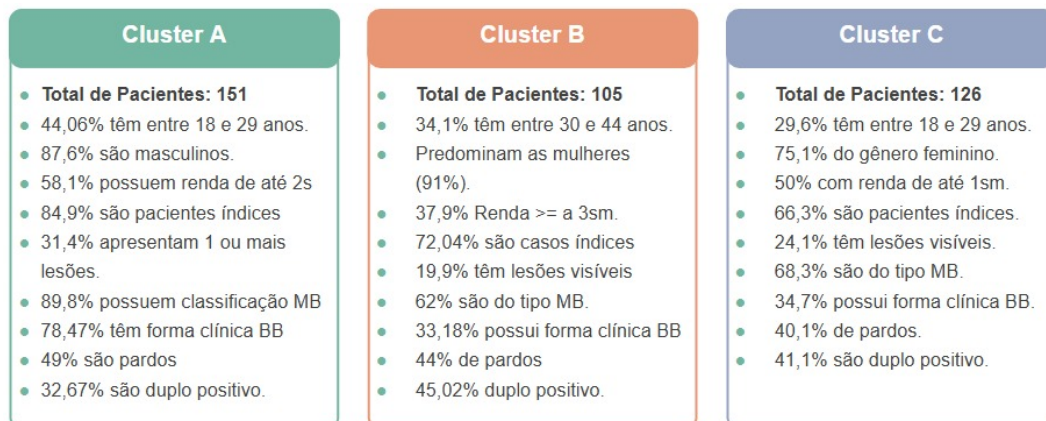 Cluster A
Total de Pacientes: 151
44,06% têm entre 18 e 29 anos.
87,6% são masculinos.
58,1% possuem renda de até 2s
84,9% são pacientes índices
31,4% apresentam 1 ou mais
lesões.
89,8% possuem classificação MB
78,47% têm forma clínica BB
49% são pardos
32,67% são duplo positivo.
Cluster B
Total de Pacientes: 105
34,1% têm entre 30 e 44 anos.
Predominam as mulheres
(91%).
37,9% Renda >= a 3sm.
72,04% são casos índices
19,9% têm lesões visíveis
62% são do tipo MB.
33,18% possui forma clínica BB
44% de pardos
45,02% duplo positivo.
Cluster C
Total de Pacientes: 126
29,6% têm entre 18 e 29 anos.
75,1% do gênero feminino.
50% com renda de até 1sm.
66,3% são pacientes índices.
24,1% têm lesões visíveis.
68,3% são do tipo MB.
34,7% possui forma clínica BB.
40,1% de pardos.
41,1% são duplo positivo.